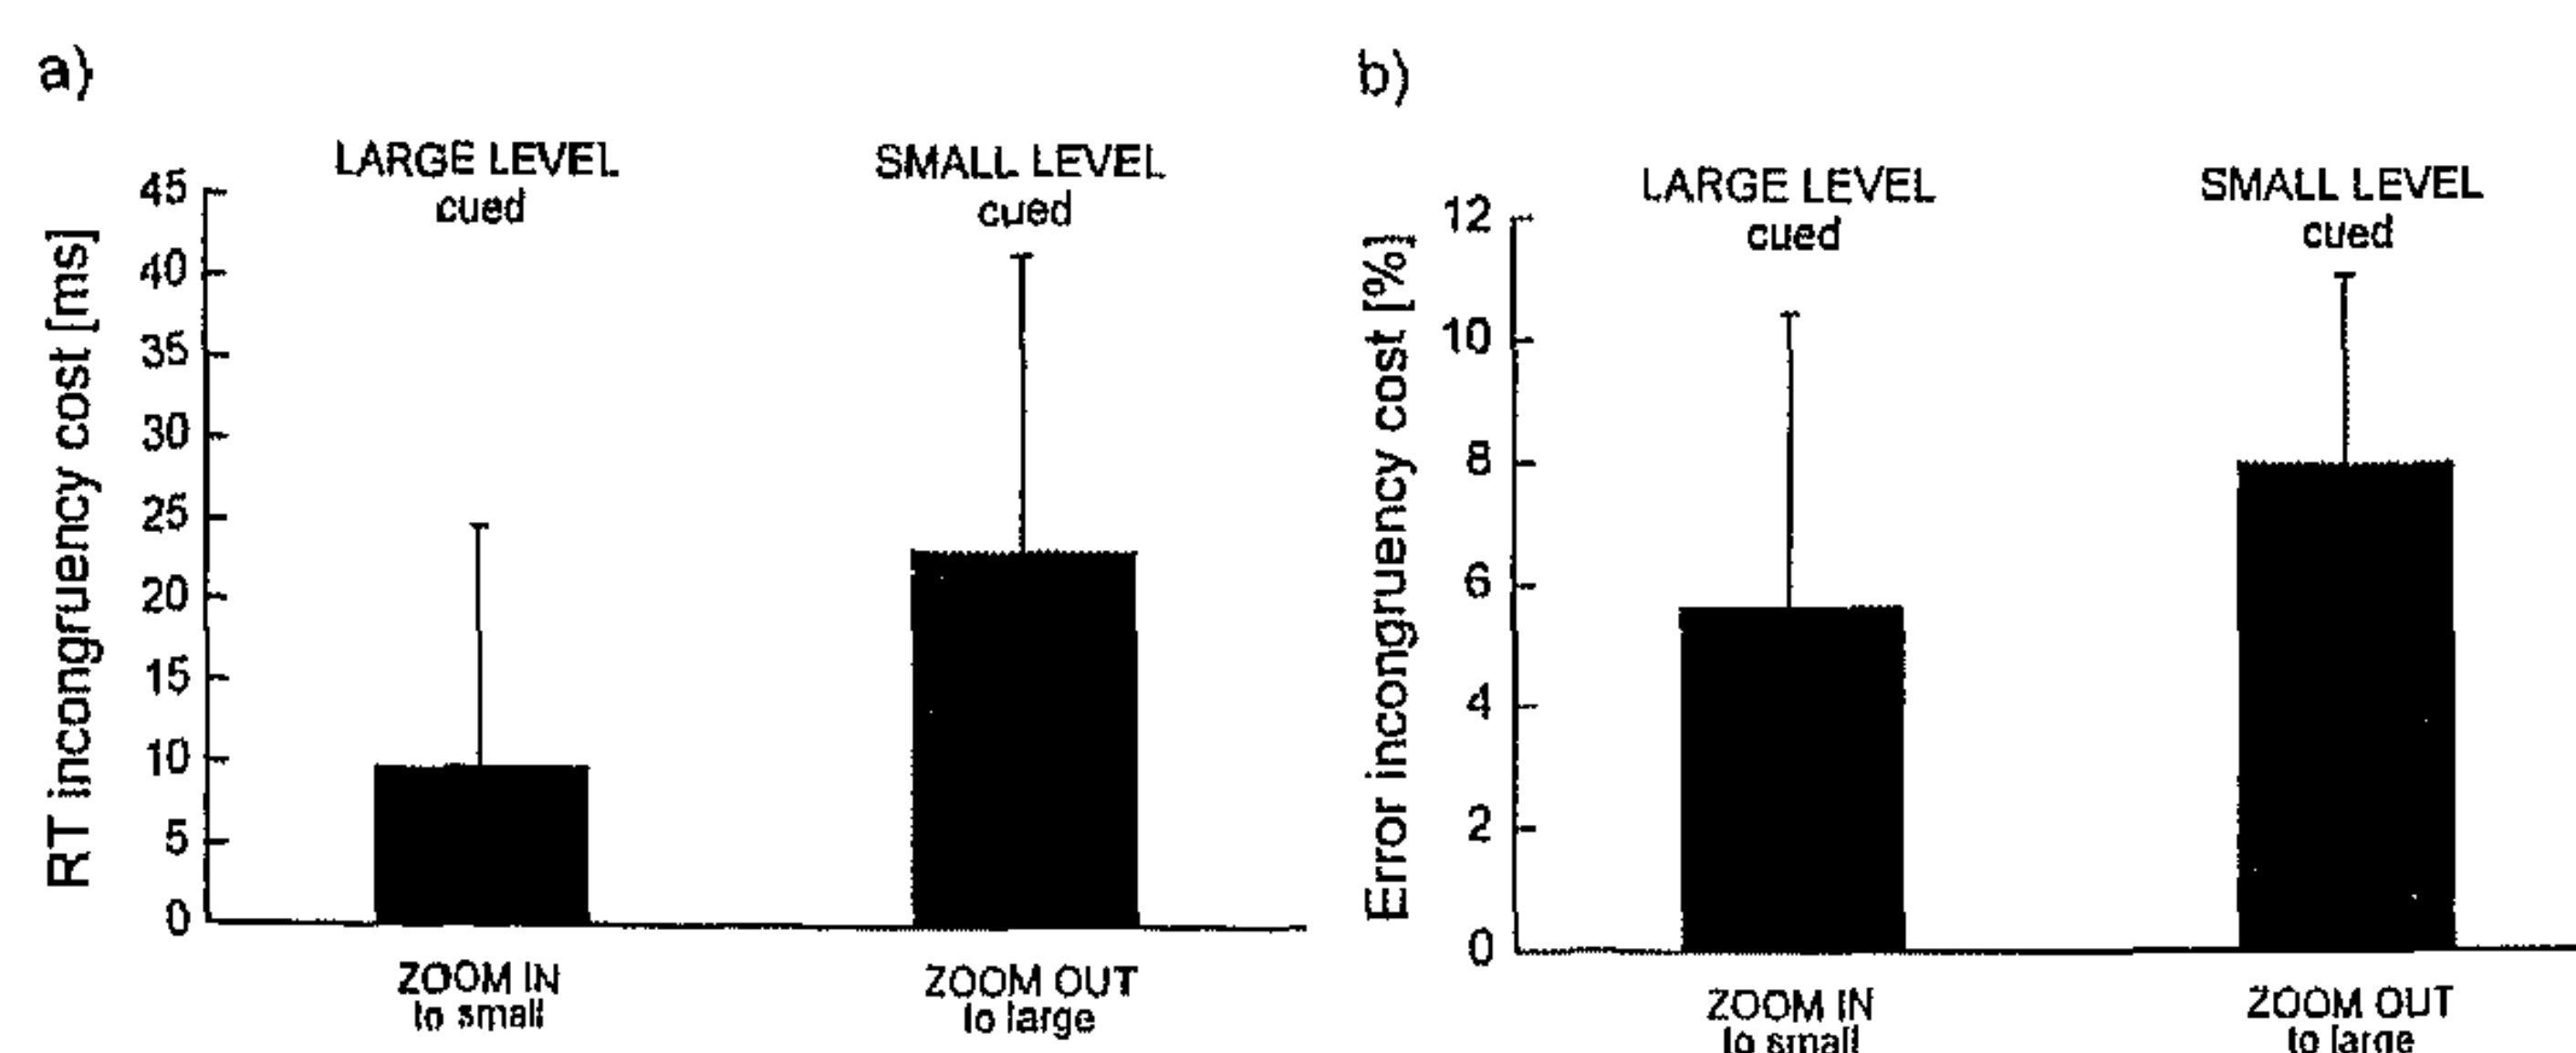 a)
LARGE LEVEL
cued
SMALL LEVEL
cued
45
40
35
30
25
20
15
10
5
0
RT incongruency cost [ms]
ZOOM IN
to small
ZOOM OUT
to large
b)
LARGE LEVEL
cued
SMALL LEVEL
cued
12
10
8
6
4
2
0
Error incongruency cost [%]
ZOOM IN
to small
ZOOM OUT
to large